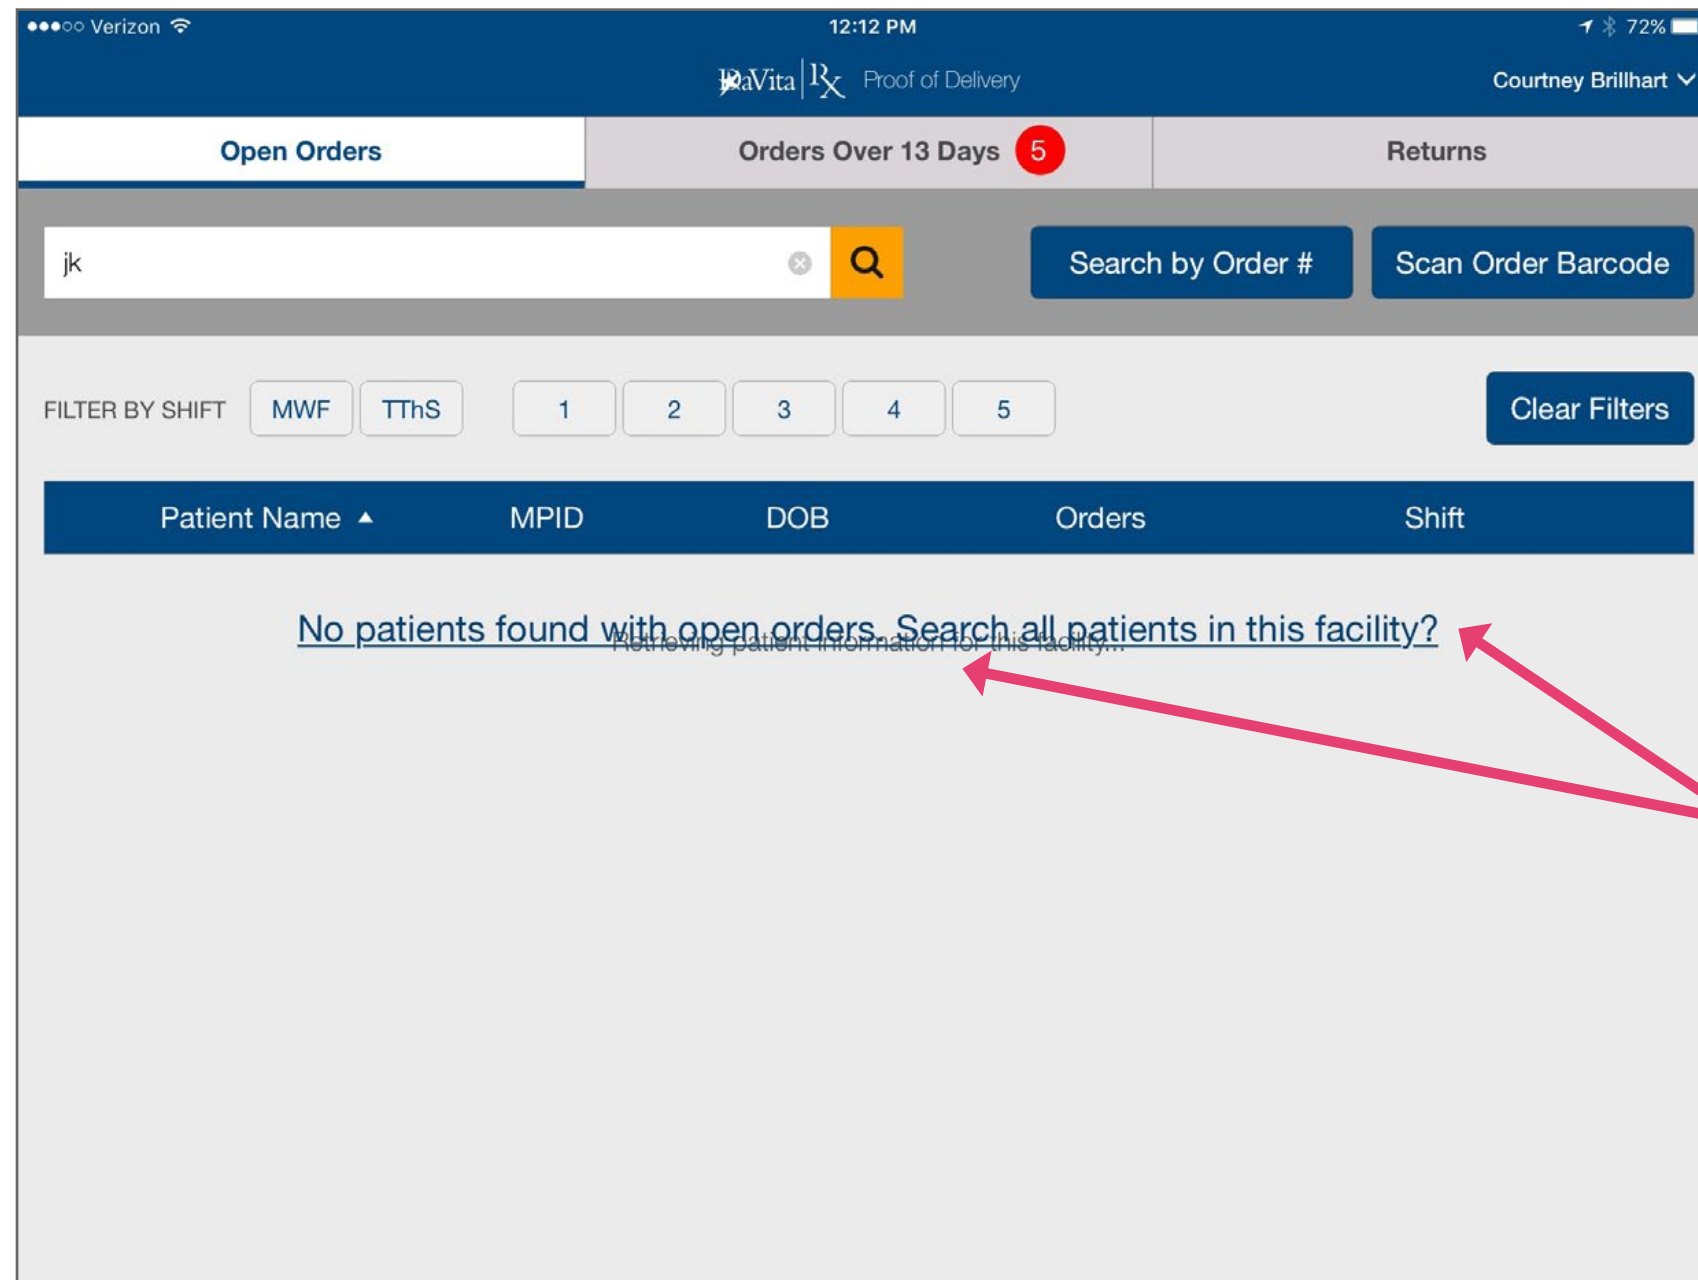 Verizon 12:12 PM 72%
DaVita Rx Proof of Delivery Courtney Brillhart
Open Orders Orders Over 13 Days 5 Returns
jk Search by Order # Scan Order Barcode
FILTER BY SHIFT MWF TThS 1 2 3 4 5 Clear Filters
Patient Name MPID DOB Orders Shift
No patients found with open orders. Search all patients in this facility?
Retrieving patient information for this facility...